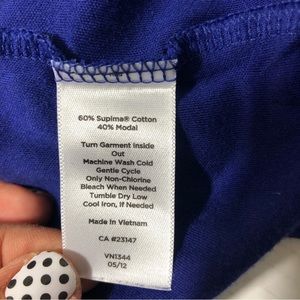 60% Supima® Cotton
40% Modal
Turn Garment Inside
Out
Machine Wash Cold
Gentle Cycle
Only Non-Chlorine
Bleach When Needed
Tumble Dry Low
Cool Iron, If Needed
Made in Vietnam
CA #23147
VN1344
05/12